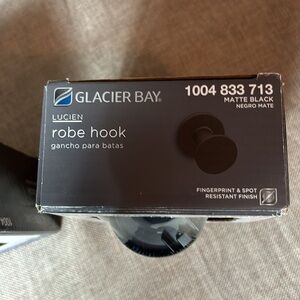 GLACIER BAY®
1004 833 713
MATTE BLACK
NEGRO MATE
LUCIEN
robe hook
gancho para batas
FINGERPRINT & SPOT
RESISTANT FINISH